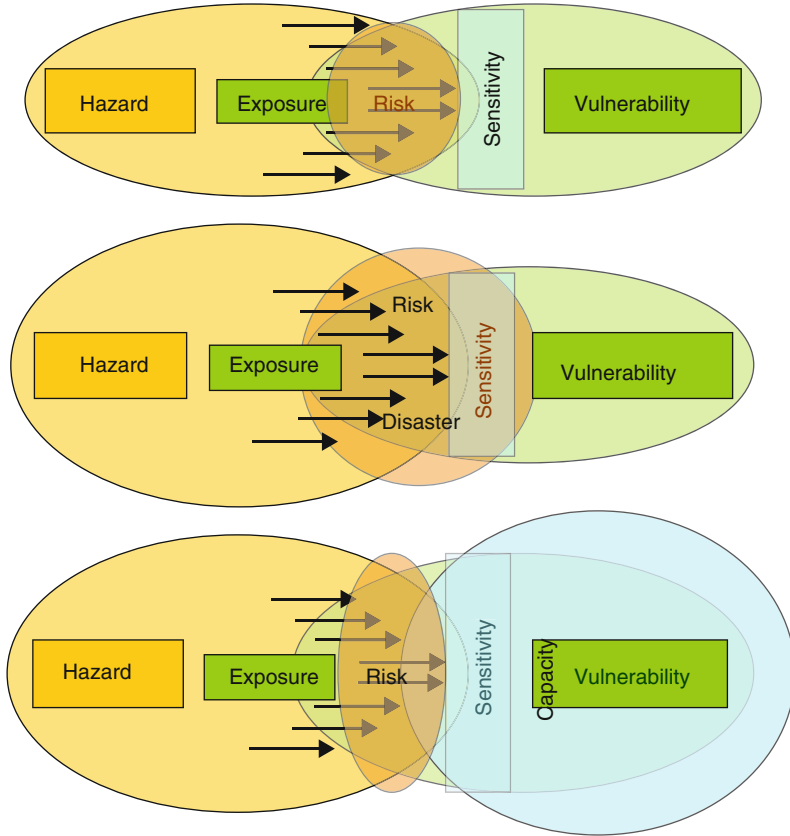 Hazard
Exposure
Risk
Sensitivity
Vulnerability
Hazard
Exposure
Risk
Disaster
Sensitivity
Vulnerability
Hazard
Exposure
Risk
Sensitivity
Capacity
Vulnerability